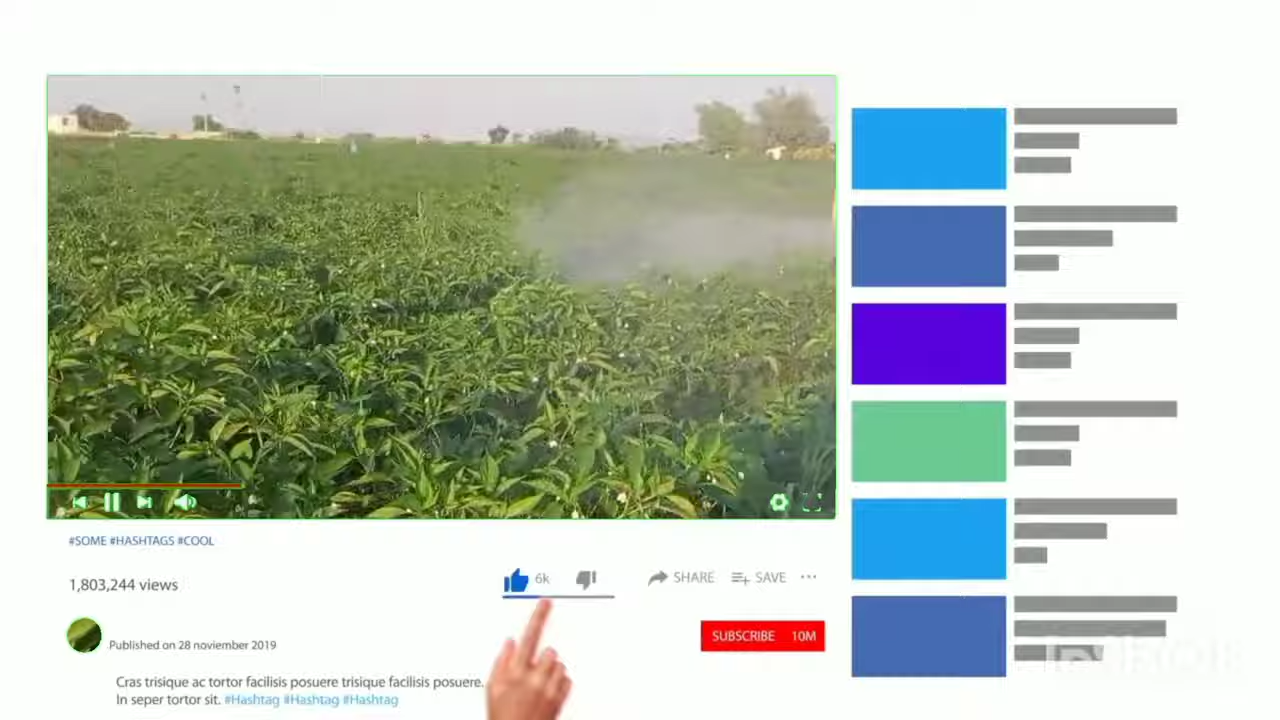 #SOME #HASHTAGS #COOL
1,803,244 views
6k
SHARE
SAVE
SUBSCRIBE 10M
Published on 28 noviember 2019
Cras trisique ac tortor facilisis posuere trisique facilisis posuere.
In seper tortor sit. #Hashtag #Hashtag #Hashtag